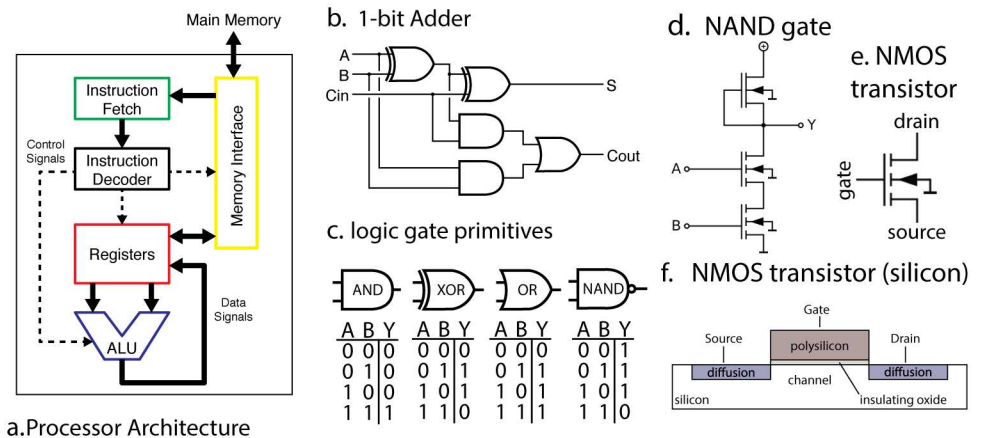 Main Memory
Instruction
Fetch
Control
Signals
Instruction
Decoder
Memory Interface
Registers
Data
Signals
ALU
a.Processor Architecture
b. 1-bit Adder
A
B
Cin
S
Cout
c. logic gate primitives
AND
XOR
OR
NAND
A B Y
0 0 0
0 1 0
1 0 0
1 1 1
A B Y
0 0 0
0 1 1
1 0 1
1 1 0
A B Y
0 0 0
0 1 1
1 0 1
1 1 1
A B Y
0 0 1
0 1 1
1 0 1
1 1 0
d. NAND gate
Y
A
B
e. NMOS
transistor
drain
gate
source
f. NMOS transistor (silicon)
Gate
Source
polysilicon
Drain
diffusion
diffusion
channel
silicon
insulating oxide